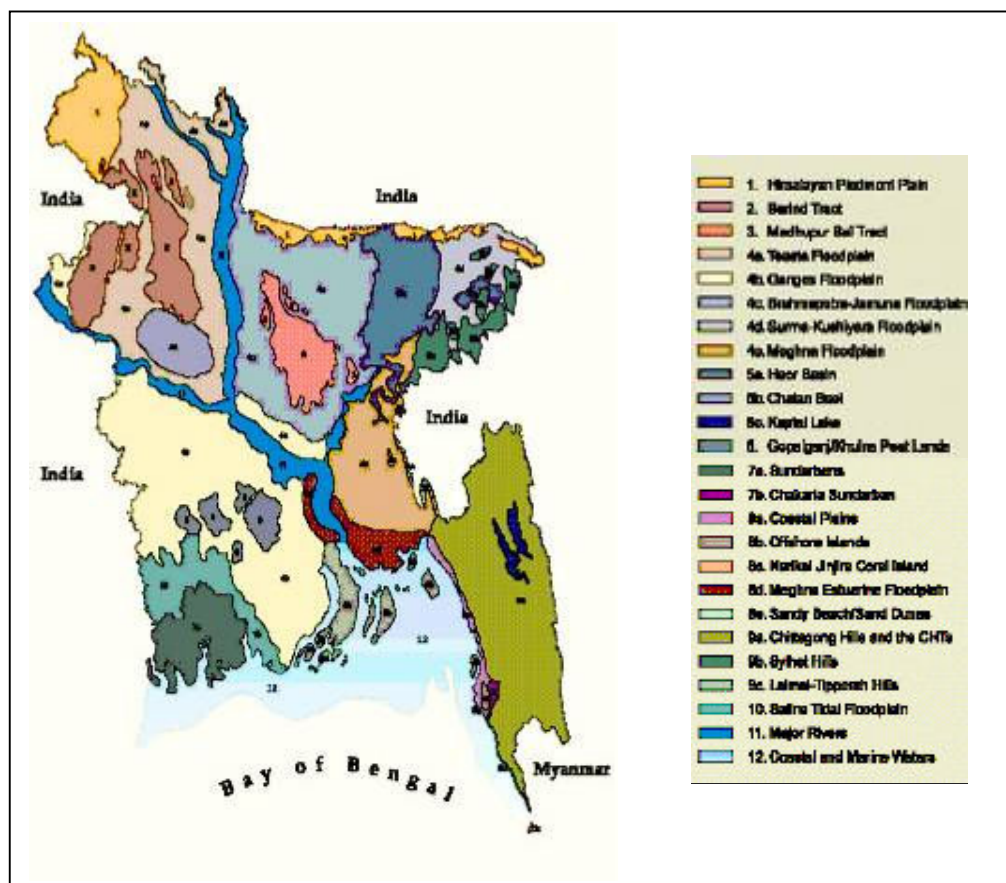 India
India
India
India
12
12
Bay of Bengal
Myanmar
1. Himalayan Piedmont Plain
2. Barind Tract
3. Madhupur Sal Tract
4a. Teesta Floodplain
4b. Ganges Floodplain
4c. Brahmaputra-Jamuna Floodplain
4d. Surma-Kushiyara Floodplain
4e. Meghna Floodplain
5a. Haor Basin
5b. Chalan Beel
5c. Kaptai Lake
6. Gopalganj/Khulna Peat Lands
7a. Sundarbans
7b. Chakaria Sundarban
8a. Coastal Plains
8b. Offshore Islands
8c. Narikel Jinjira Coral Island
8d. Meghna Estuarine Floodplain
8e. Sandy Beach/Sand Dunes
9a. Chittagong Hills and the CHTs
9b. Sylhet Hills
9c. Lalmai-Tipperah Hills
10. Saline Tidal Floodplain
11. Major Rivers
12. Coastal and Marine Waters